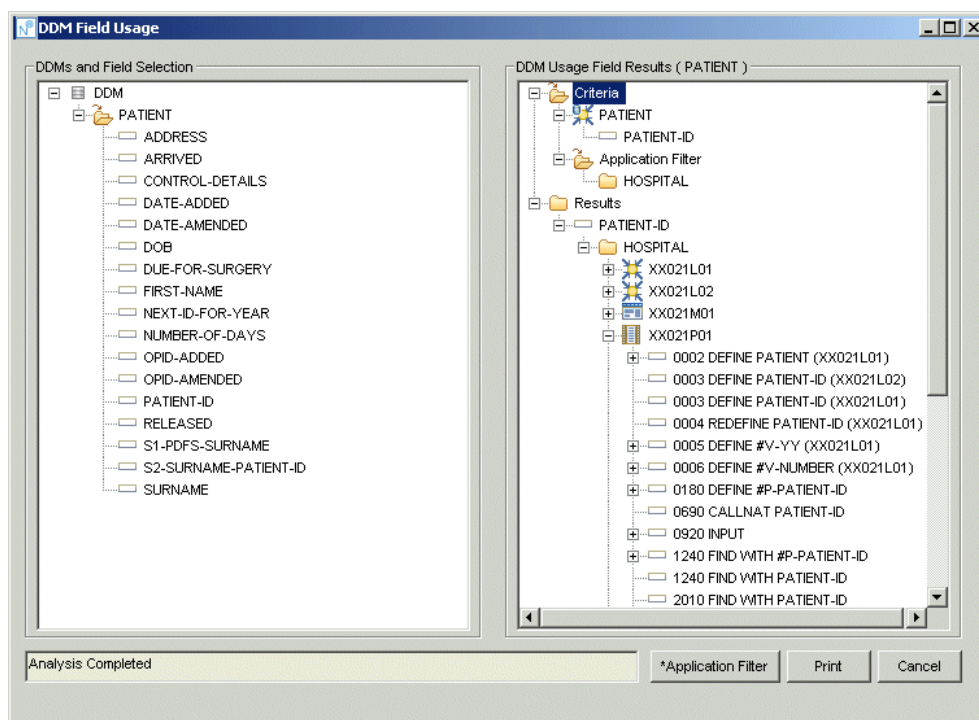 DDM Field Usage
DDMs and Field Selection
DDM
PATIENT
ADDRESS
ARRIVED
CONTROL-DETAILS
DATE-ADDED
DATE-AMENDED
DOB
DUE-FOR-SURGERY
FIRST-NAME
NEXT-ID-FOR-YEAR
NUMBER-OF-DAYS
OPID-ADDED
OPID-AMENDED
PATIENT-ID
RELEASED
S1-PDFS-SURNAME
S2-SURNAME-PATIENT-ID
SURNAME
DDM Usage Field Results ( PATIENT )
Criteria
PATIENT
PATIENT-ID
Application Filter
HOSPITAL
Results
PATIENT-ID
HOSPITAL
XX021L01
XX021L02
XX021M01
XX021P01
0002 DEFINE PATIENT (XX021L01)
0003 DEFINE PATIENT-ID (XX021L02)
0003 DEFINE PATIENT-ID (XX021L01)
0004 REDEFINE PATIENT-ID (XX021L01)
0005 DEFINE #V-YY (XX021L01)
0006 DEFINE #V-NUMBER (XX021L01)
0180 DEFINE #P-PATIENT-ID
0690 CALLNAT PATIENT-ID
0920 INPUT
1240 FIND WITH #P-PATIENT-ID
1240 FIND WITH PATIENT-ID
2010 FIND WITH PATIENT-ID
Analysis Completed
*Application Filter
Print
Cancel